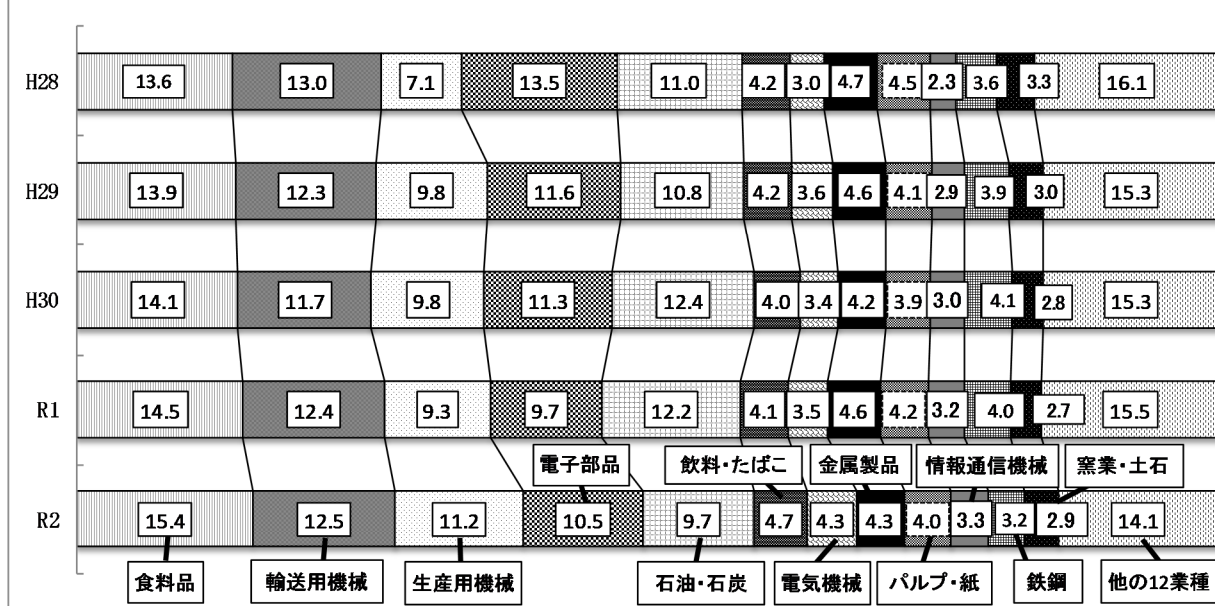 H28 13.6 13.0 7.1 13.5 11.0 4.2 3.0 4.7 4.5 2.3 3.6 3.3 16.1
H29 13.9 12.3 9.8 11.6 10.8 4.2 3.6 4.6 4.1 2.9 3.9 3.0 15.3
H30 14.1 11.7 9.8 11.3 12.4 4.0 3.4 4.2 3.9 3.0 4.1 2.8 15.3
R1 14.5 12.4 9.3 9.7 12.2 4.1 3.5 4.6 4.2 3.2 4.0 2.7 15.5
電子部品 飲料・たばこ 金属製品 情報通信機械 窯業・土石
R2 15.4 12.5 11.2 10.5 9.7 4.7 4.3 4.3 4.0 3.3 3.2 2.9 14.1
食料品 輸送用機械 生産用機械 石油・石炭 電気機械 パルプ・紙 鉄鋼 他の12業種